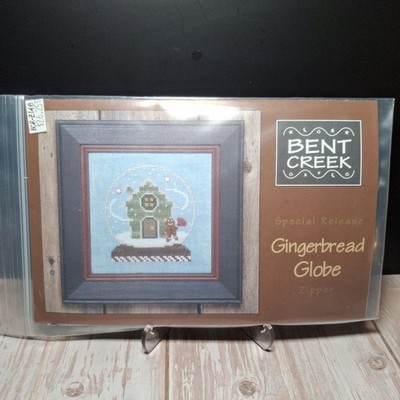 BENT
CREEK
Special Release
Gingerbread
Globe
Zipper